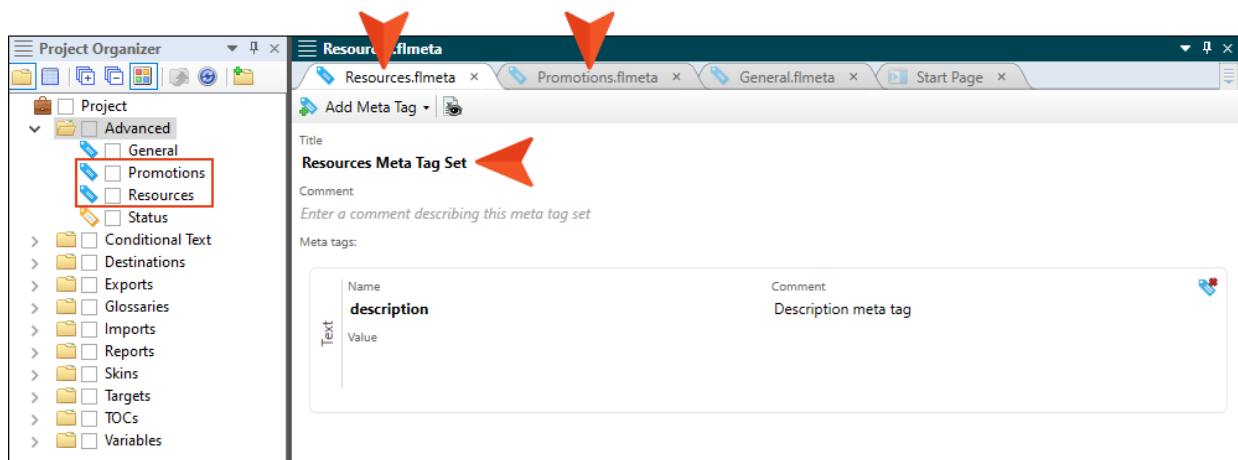 Project Organizer
Project
Advanced
General
Promotions
Resources
Status
Conditional Text
Destinations
Exports
Glossaries
Imports
Reports
Skins
Targets
TOCs
Variables
Resources.flmeta
Resources.flmeta
Promotions.flmeta
General.flmeta
Start Page
Add Meta Tag
Title
Resources Meta Tag Set
Comment
Enter a comment describing this meta tag set
Meta tags:
Text
Name
Comment
description
Description meta tag
Value